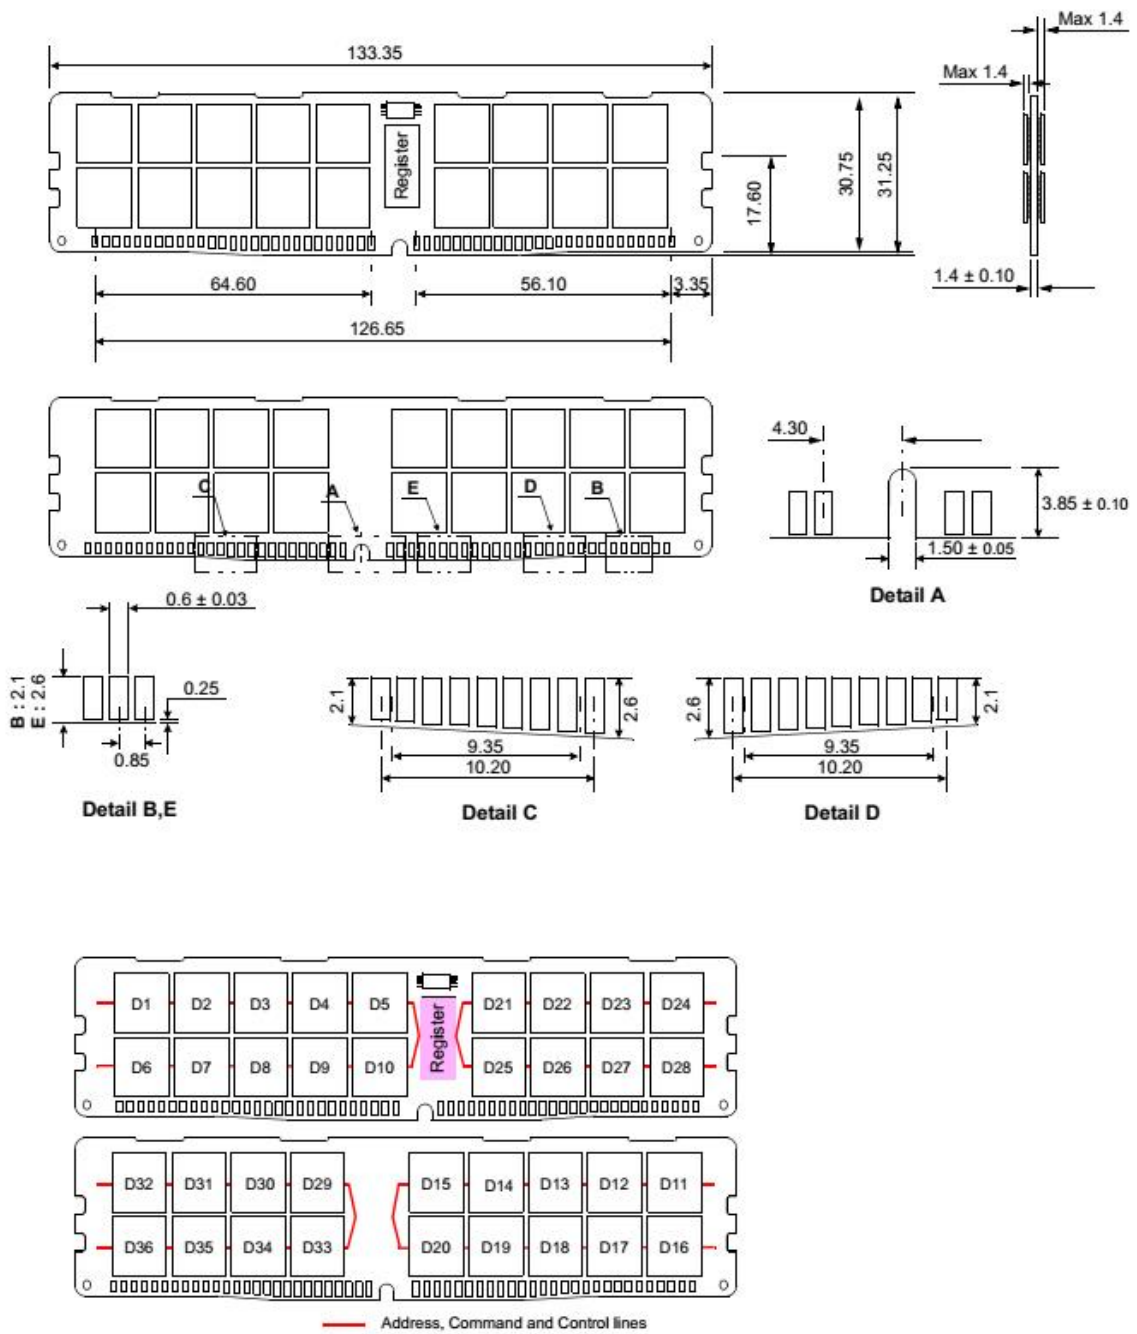 Max 1.4
133.35
Max 1.4
Register
17.60
30.75
31.25
64.60
56.10
3.35
1.4 ± 0.10
126.65
C
A
E
D
B
4.30
3.85 ± 0.10
1.50 ± 0.05
Detail A
0.6 ± 0.03
B : 2.1
E : 2.6
0.25
0.85
Detail B,E
2.1
2.6
9.35
10.20
Detail C
2.6
2.1
9.35
10.20
Detail D
D1 D2 D3 D4 D5 D21 D22 D23 D24
Register
D6 D7 D8 D9 D10 D25 D26 D27 D28
D32 D31 D30 D29 D15 D14 D13 D12 D11
D36 D35 D34 D33 D20 D19 D18 D17 D16
Address, Command and Control lines